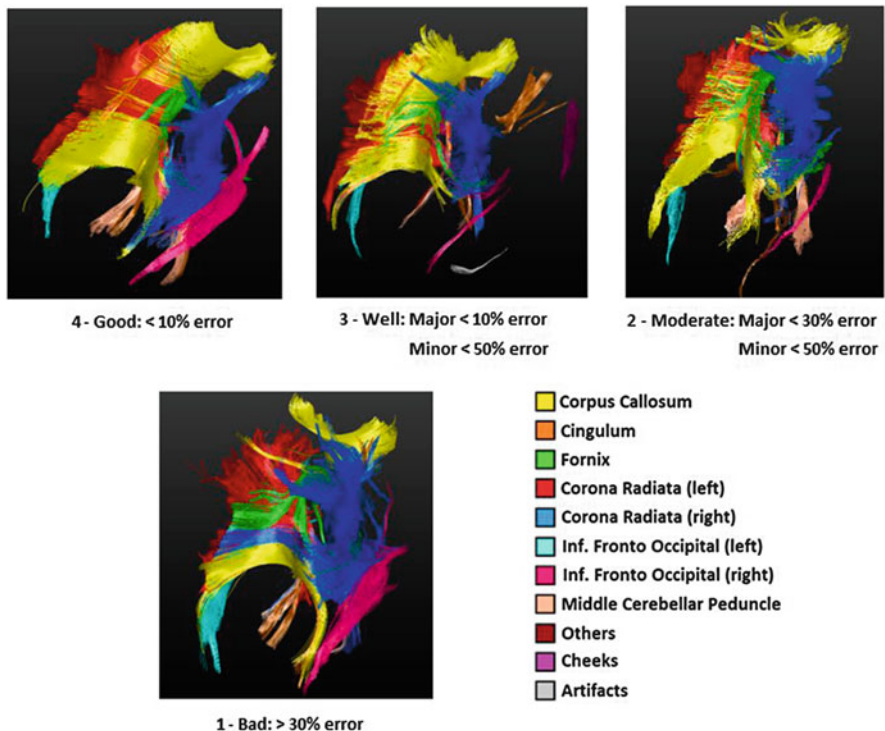 4 - Good: < 10% error
3 - Well: Major < 10% error
Minor < 50% error
2 - Moderate: Major < 30% error
Minor < 50% error
1 - Bad: > 30% error
Corpus Callosum
Cingulum
Fornix
Corona Radiata (left)
Corona Radiata (right)
Inf. Fronto Occipital (left)
Inf. Fronto Occipital (right)
Middle Cerebellar Peduncle
Others
Cheeks
Artifacts